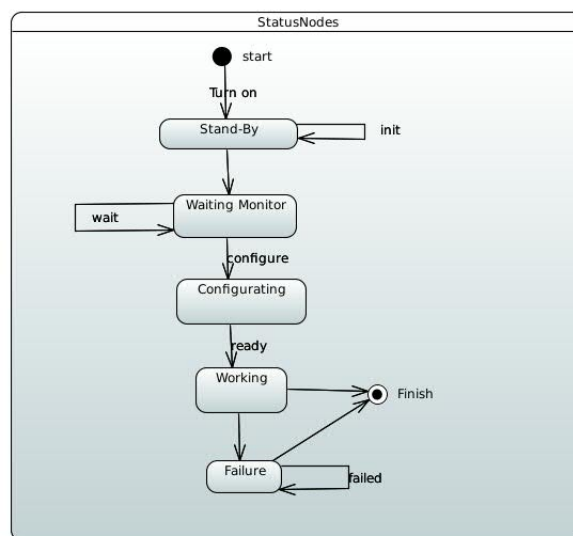 StatusNodes
start
Turn on
Stand-By
init
Waiting Monitor
wait
configure
Configurating
ready
Working
Finish
Failure
failed